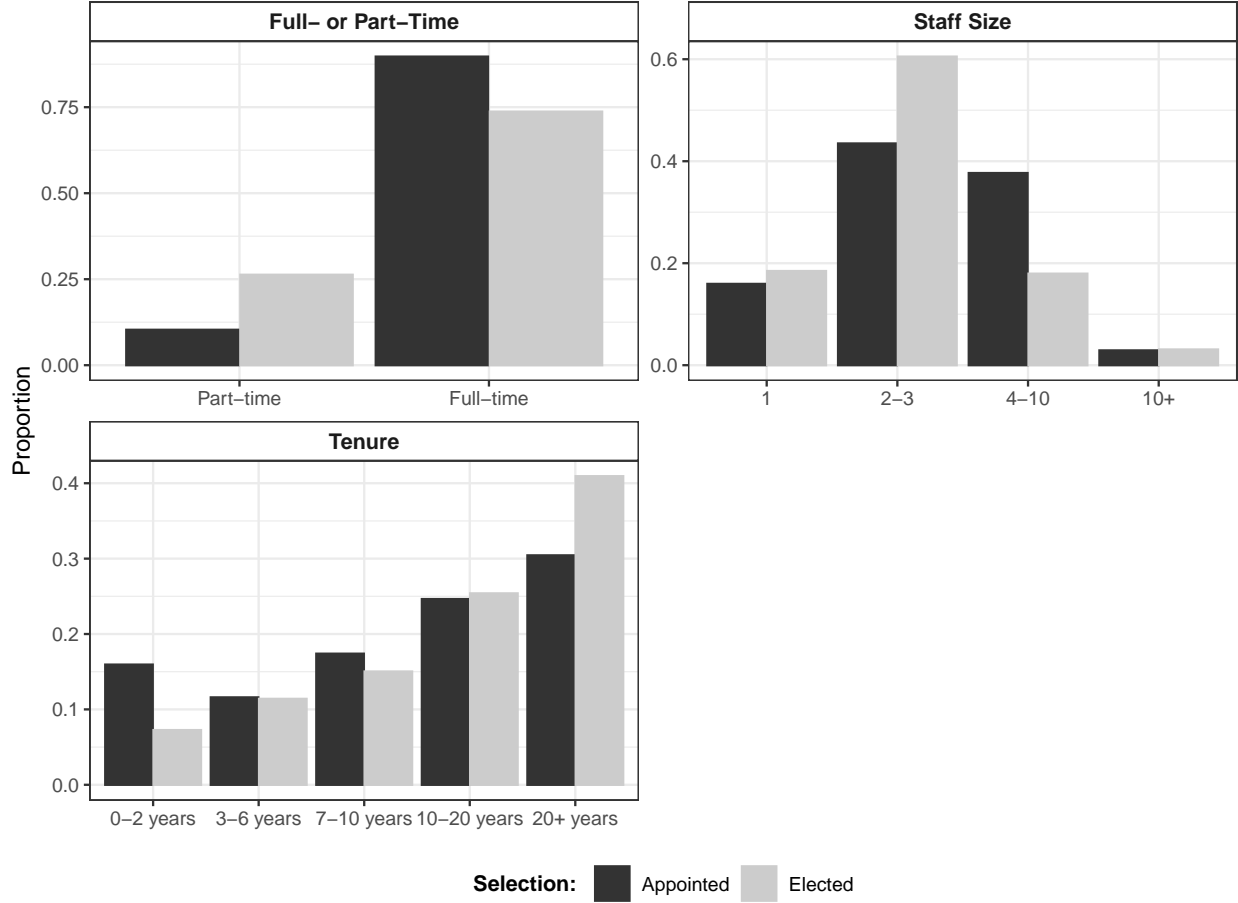 Full− or Part−Time
Staff Size
0.75
0.50
0.25
0.00
Part−time Full−time
0.6
0.4
0.2
0.0
1 2−3 4−10 10+
Proportion
Tenure
0.4
0.3
0.2
0.1
0.0
0−2 years 3−6 years 7−10 years 10−20 years 20+ years
Selection: Appointed Elected